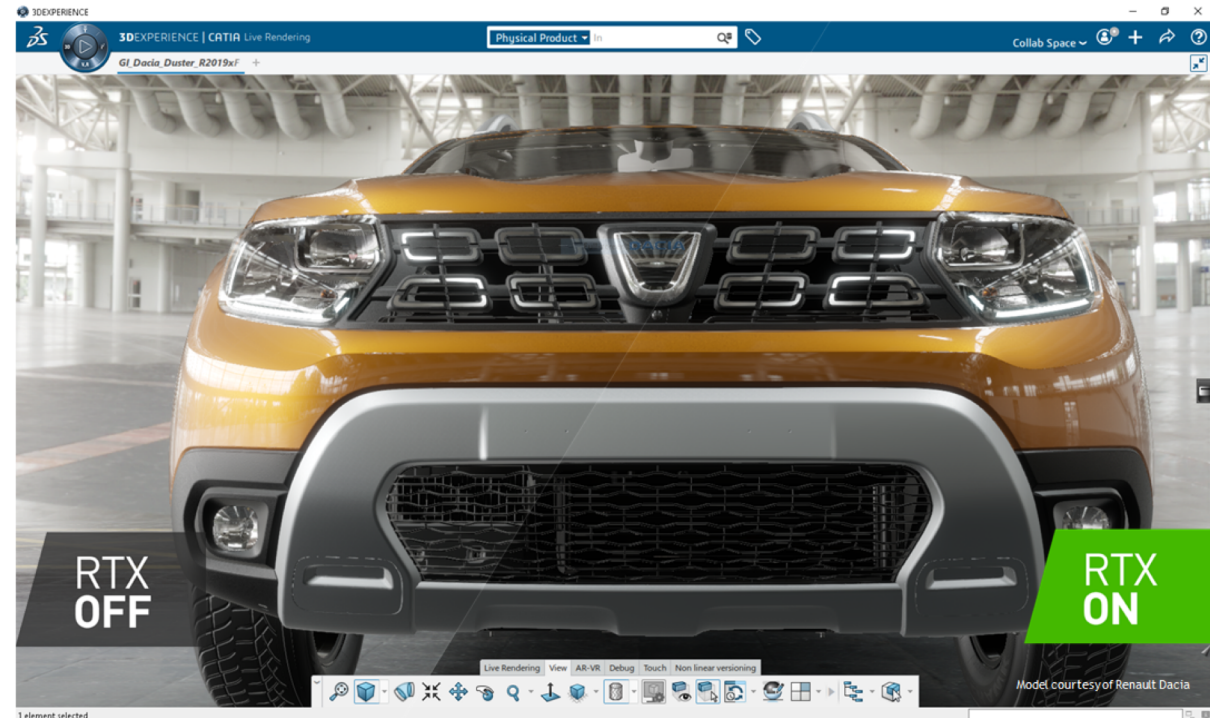 3DEXPERIENCE
3DEXPERIENCE | CATIA Live Rendering
Physical Product
In
Collab Space
GI_Dacia_Duster_R2019xF
DACIA
RTX
OFF
RTX
ON
Live Rendering View AR-VR Debug Touch Non linear versioning
Model courtesy of Renault Dacia
1 element selected